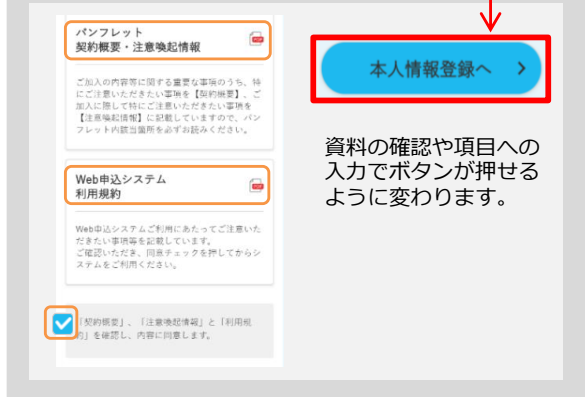 パンフレット
契約概要・注意喚起情報
ご加入の内容等に関する重要な事項のうち、特
にご注意いただきたい事項を【契約概要】、ご
加入に際して特にご注意いただきたい事項を
【注意喚起情報】に記載していますので、パン
フレット内該当箇所を必ずお読みください。
Web申込システム
利用規約
Web申込システムご利用にあたってご注意いた
だきたい事項等を記載しています。
ご確認いただき、同意チェックを押してからシ
ステムをご利用ください。
「契約概要」、「注意喚起情報」と「利用規
約」を確認し、内容に同意します。
本人情報登録へ
資料の確認や項目への
入力でボタンが押せる
ように変わります。